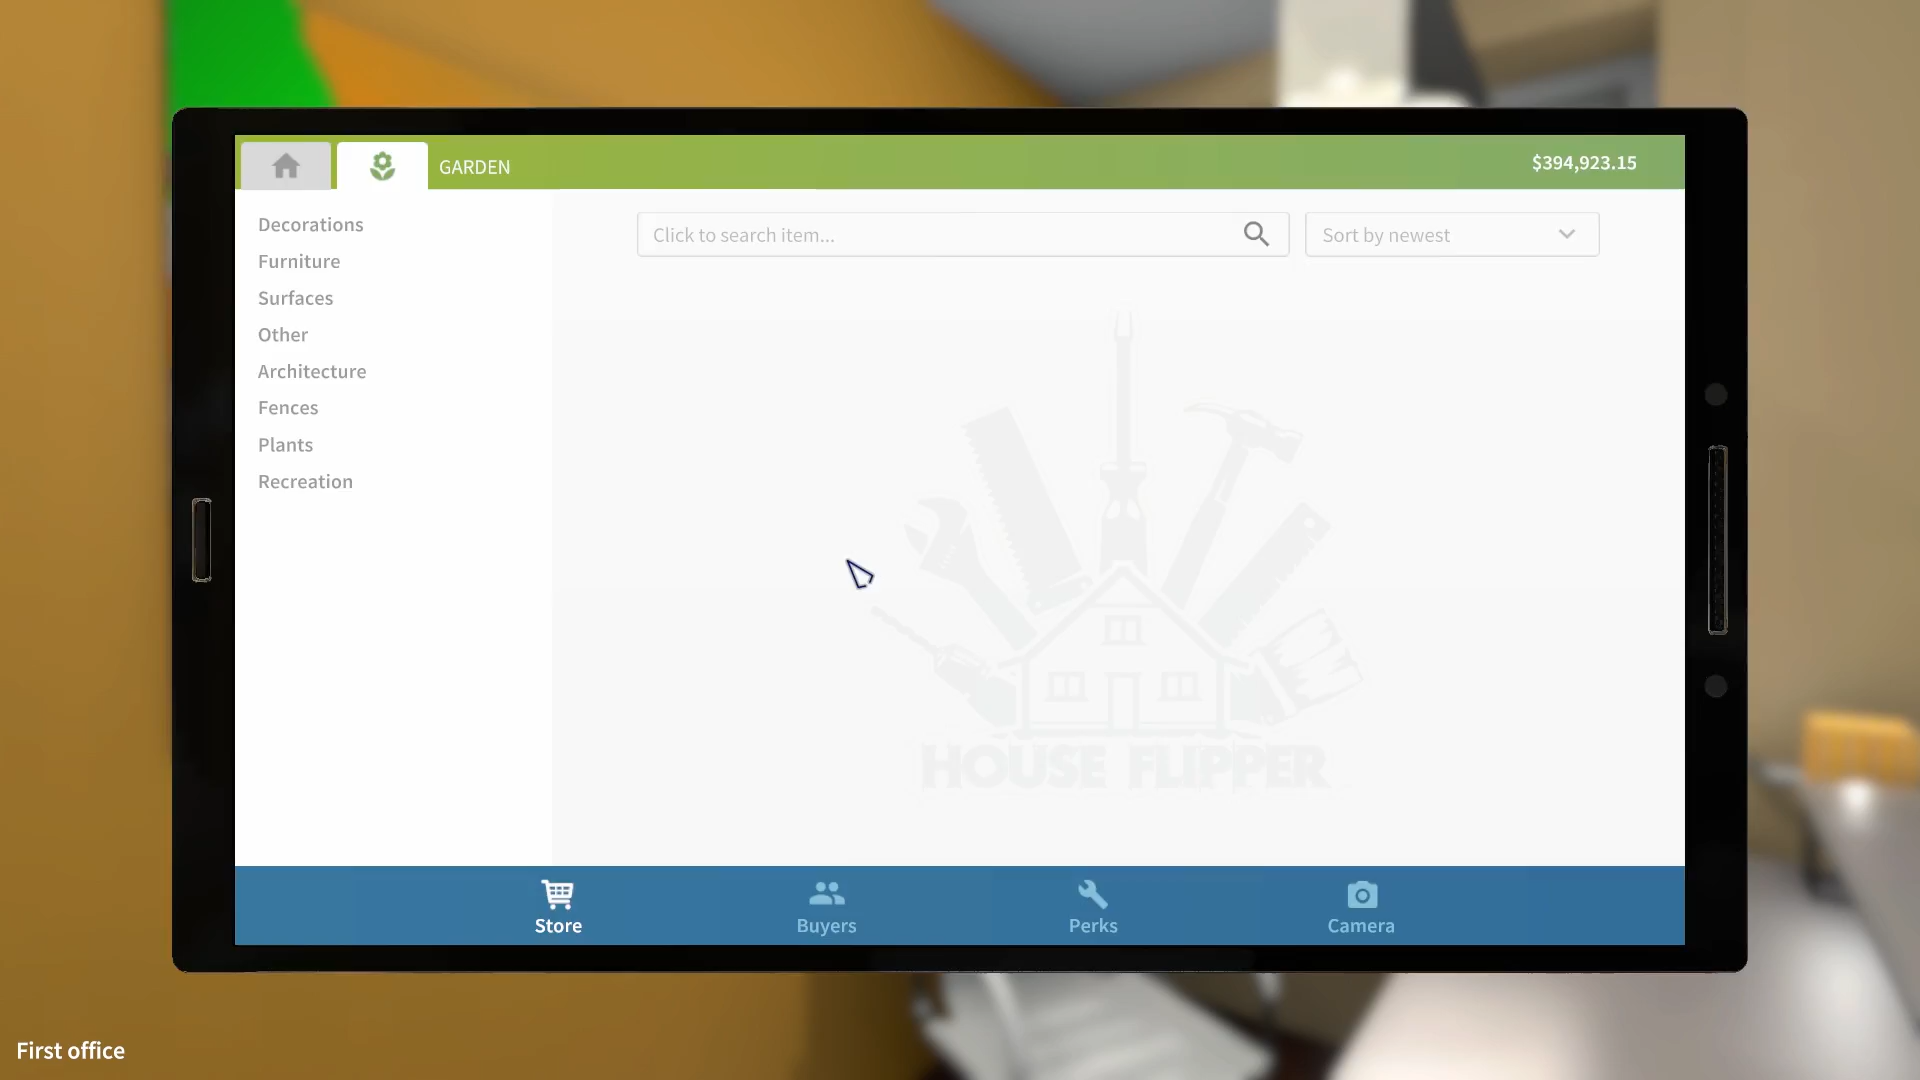 GARDEN
$394,923.15
Decorations
Furniture
Surfaces
Other
Architecture
Fences
Plants
Recreation
Click to search item...
Sort by newest
HOUSE FLIPPER
Store
Buyers
Perks
Camera
First office